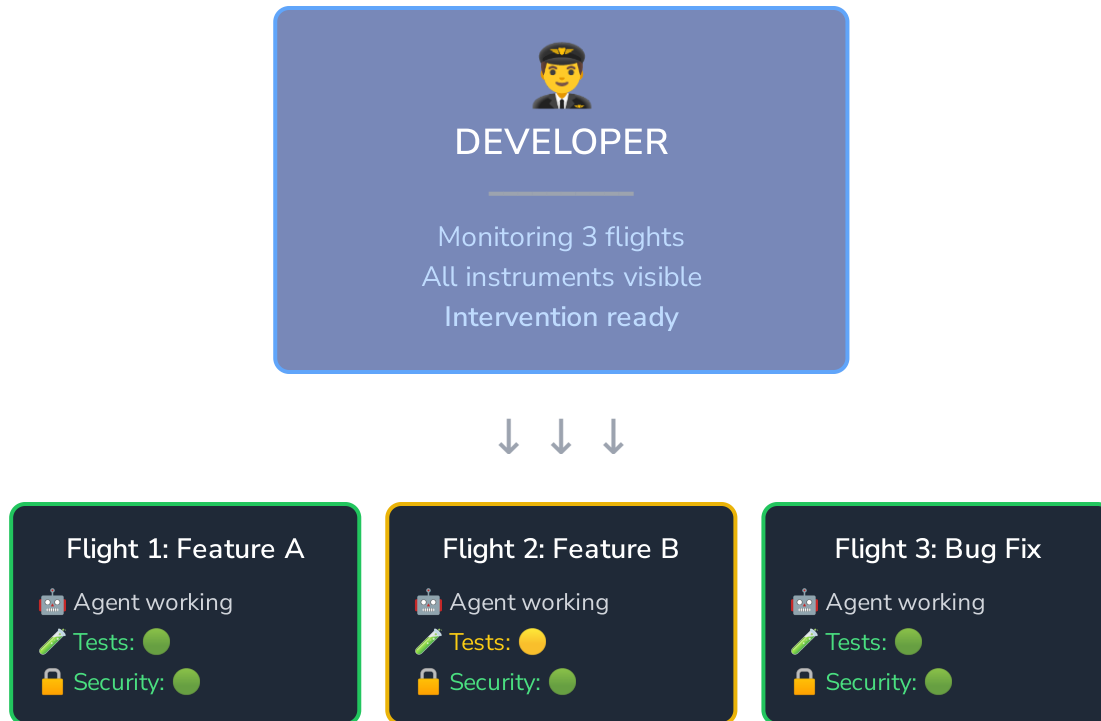 DEVELOPER
Monitoring 3 flights
All instruments visible
Intervention ready
Flight 1: Feature A
Agent working
Tests:
Security:
Flight 2: Feature B
Agent working
Tests:
Security:
Flight 3: Bug Fix
Agent working
Tests:
Security: